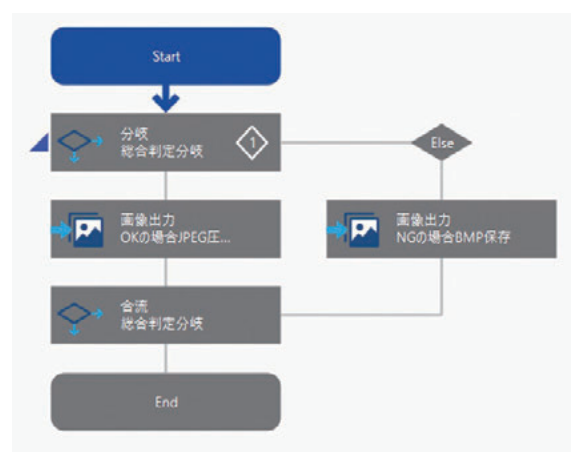 Start
分岐
総合判定分岐
1
Else
画像出力
OKの場合JPEG圧...
画像出力
NGの場合BMP保存
合流
総合判定分岐
End